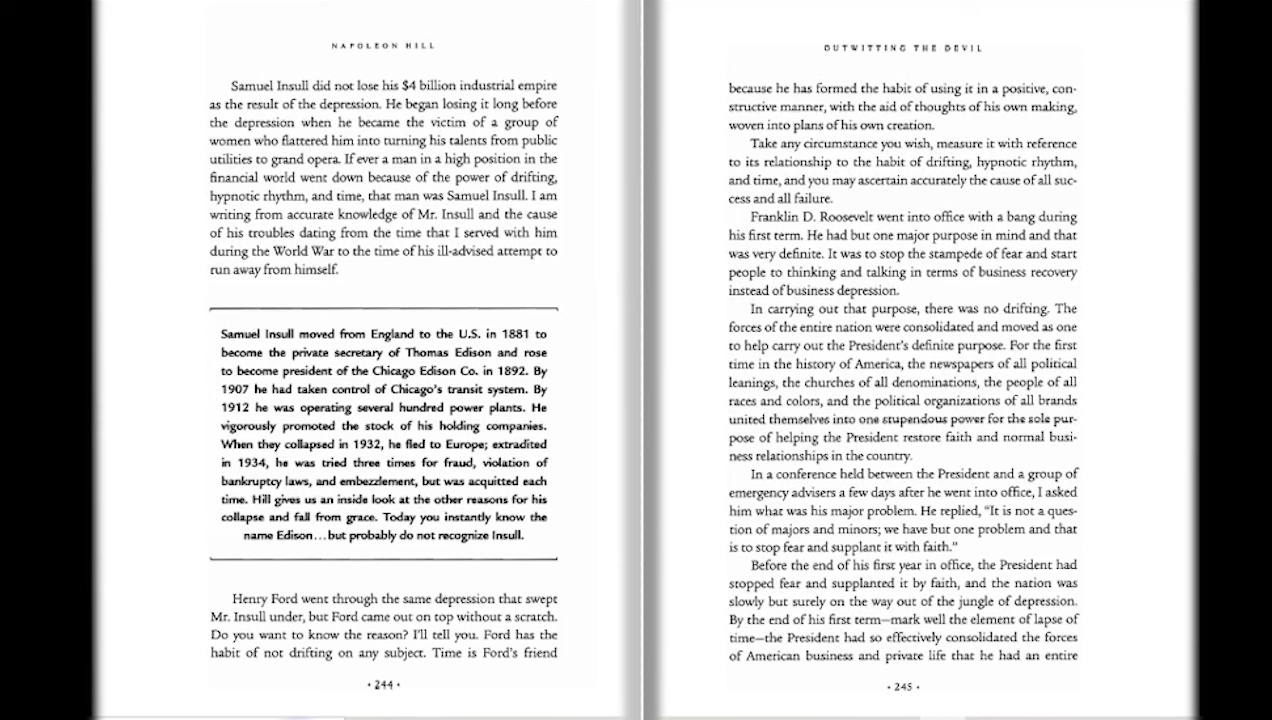 NAPOLEON HILL
Samuel Insull did not lose his $4 billion industrial empire
as the result of the depression. He began losing it long before
the depression when he became the victim of a group of
women who flattered him into turning his talents from public
utilities to grand opera. If ever a man in a high position in the
financial world went down because of the power of drifting,
hypnotic rhythm, and time, that man was Samuel Insull. I am
writing from accurate knowledge of Mr. Insull and the cause
of his troubles dating from the time that I served with him
during the World War to the time of his ill-advised attempt to
run away from himself.
Samuel Insull moved from England to the U.S. in 1881 to
become the private secretary of Thomas Edison and rose
to become president of the Chicago Edison Co. in 1892. By
1907 he had taken control of Chicago's transit system. By
1912 he was operating several hundred power plants. He
vigorously promoted the stock of his holding companies.
When they collapsed in 1932, he fled to Europe; extradited
in 1934, he was tried three times for fraud, violation of
bankruptcy laws, and embezzlement, but was acquitted each
time. Hill gives us an inside look at the other reasons for his
collapse and fall from grace. Today you instantly know the
name Edison...but probably do not recognize Insull.
Henry Ford went through the same depression that swept
Mr. Insull under, but Ford came out on top without a scratch.
Do you want to know the reason? I'll tell you. Ford has the
habit of not drifting on any subject. Time is Ford's friend
• 244 •
OUTWITTING THE DEVIL
because he has formed the habit of using it in a positive, con-
structive manner, with the aid of thoughts of his own making,
woven into plans of his own creation.
Take any circumstance you wish, measure it with reference
to its relationship to the habit of drifting, hypnotic rhythm,
and time, and you may ascertain accurately the cause of all suc-
cess and all failure.
Franklin D. Roosevelt went into office with a bang during
his first term. He had but one major purpose in mind and that
was very definite. It was to stop the stampede of fear and start
people to thinking and talking in terms of business recovery
instead of business depression.
In carrying out that purpose, there was no drifting. The
forces of the entire nation were consolidated and moved as one
to help carry out the President's definite purpose. For the first
time in the history of America, the newspapers of all political
leanings, the churches of all denominations, the people of all
races and colors, and the political organizations of all brands
united themselves into one stupendous power for the sole pur-
pose of helping the President restore faith and normal busi-
ness relationships in the country.
In a conference held between the President and a group of
emergency advisers a few days after he went into office, I asked
him what was his major problem. He replied, “It is not a ques-
tion of majors and minors; we have but one problem and that
is to stop fear and supplant it with faith.”
Before the end of his first year in office, the President had
stopped fear and supplanted it by faith, and the nation was
slowly but surely on the way out of the jungle of depression.
By the end of his first term—mark well the element of lapse of
time—the President had so effectively consolidated the forces
of American business and private life that he had an entire
• 245 •